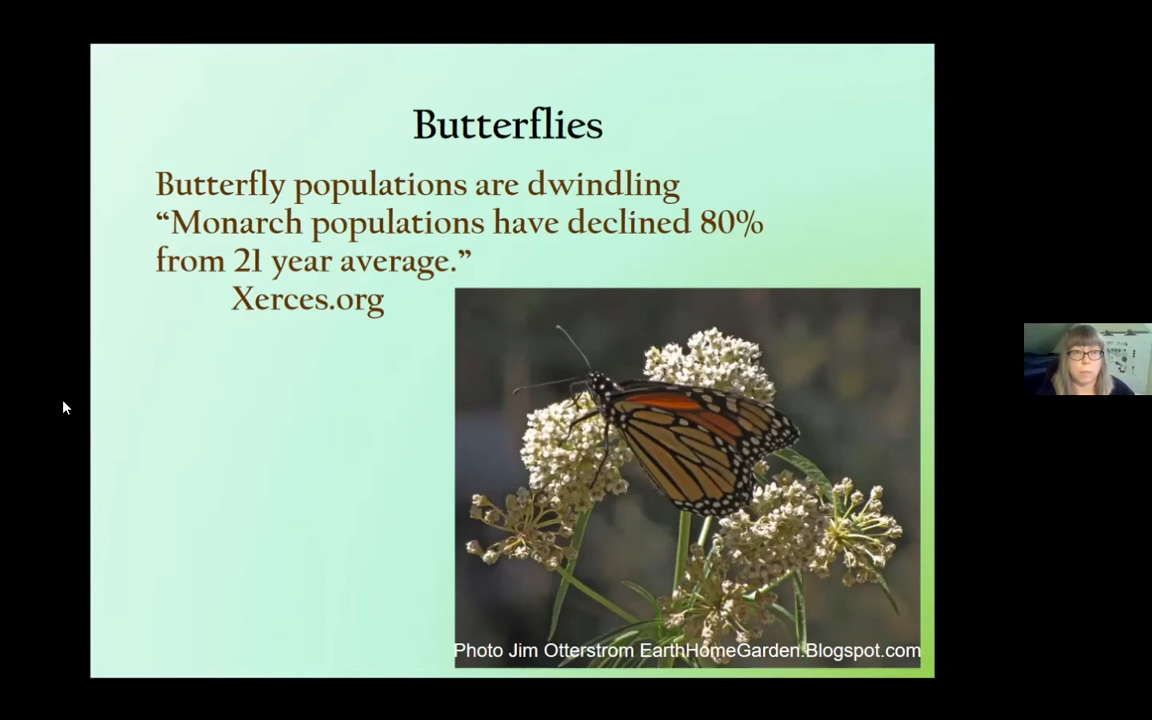 Butterflies
Butterfly populations are dwindling
“Monarch populations have declined 80%
from 21 year average.”
Xerces.org
Photo Jim Otterstrom EarthHomeGarden.Blogspot.com